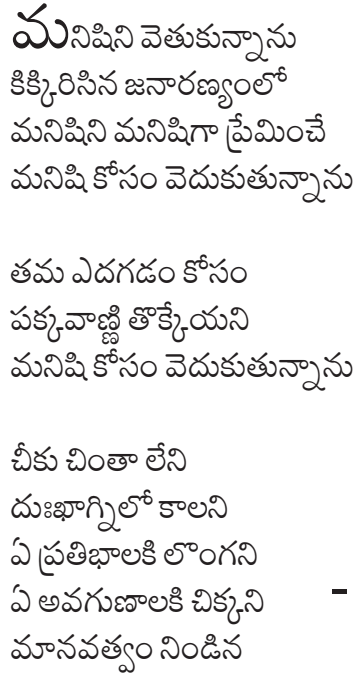 మనిషిని వెతుకున్నాను
కిక్కిరిసిన జనారణ్యంలో
మనిషిని మనిషిగా ప్రేమించే
మనిషి కోసం వెదుకుతున్నాను
తమ ఎదగడం కోసం
పక్కవాణ్ణి తొక్కేయని
మనిషి కోసం వెదుకుతున్నాను
చీకు చింతా లేని
దుఃఖాగ్నిలో కాలని
ఏ ప్రతిభాలకి లొంగని
ఏ అవగుణాలకి చిక్కని
మానవత్వం నిండిన